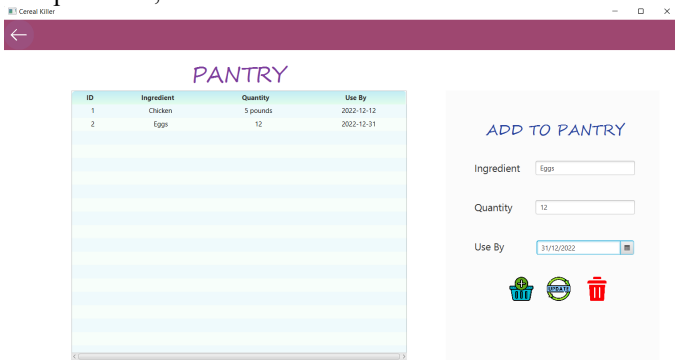 Cereal Killer
PANTRY
ID Ingredient Quantity Use By
1 Chicken 5 pounds 2022-12-12
2 Eggs 12 2022-12-31
ADD TO PANTRY
Ingredient Eggs
Quantity 12
Use By 31/12/2022
UPDATE